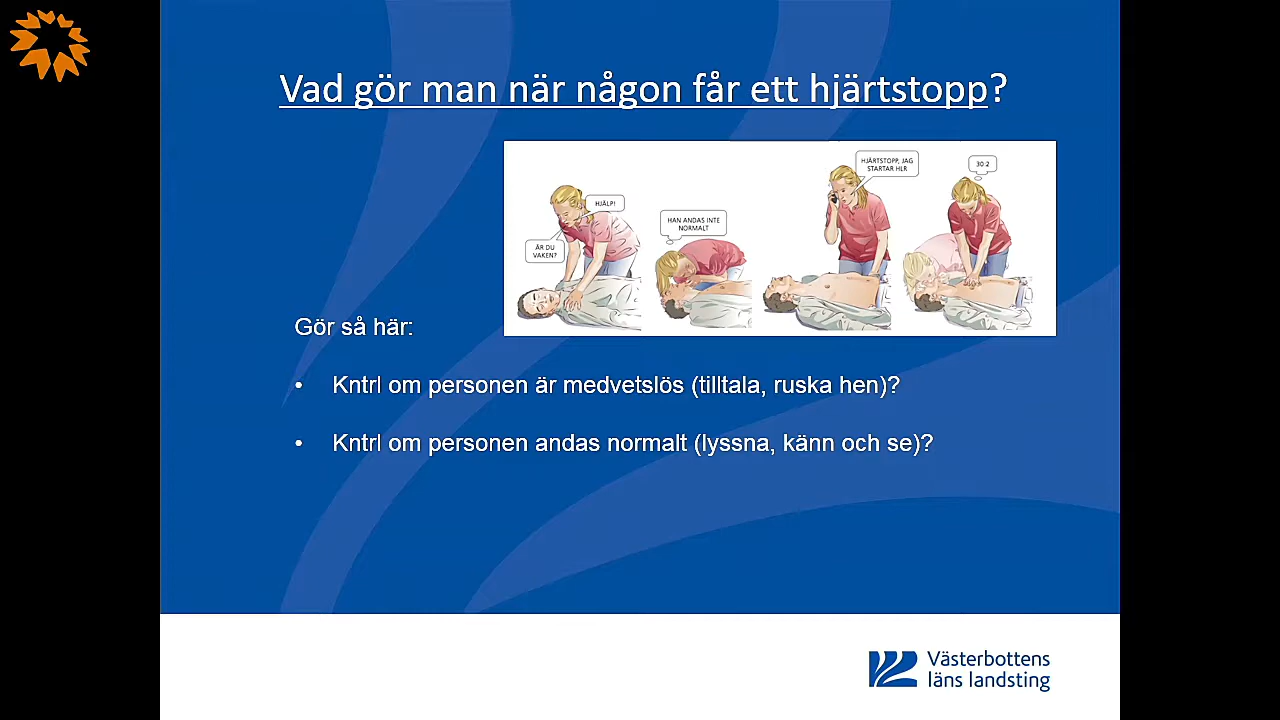 Vad gör man när någon får ett hjärtstopp?
HJÄLP!
ÄR DU
VAKEN?
HAN ANDAS INTE
NORMALT
HJÄRTSTOPP, JAG
STARTAR HLR
30 2
Gör så här:
• Kntrl om personen är medvetslös (tilltala, ruska hen)?
• Kntrl om personen andas normalt (lyssna, känn och se)?
Västerbottens
läns landsting